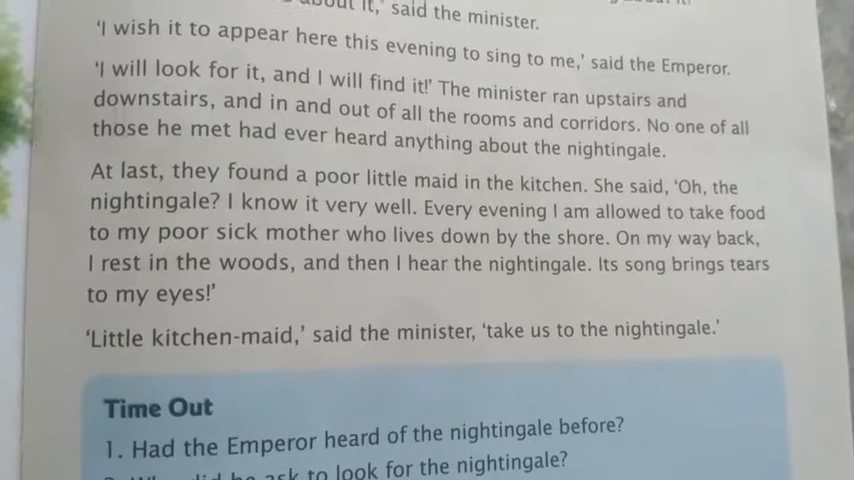 about it,' said the minister.
'I wish it to appear here this evening to sing to me,' said the Emperor.
'I will look for it, and I will find it!' The minister ran upstairs and
downstairs, and in and out of all the rooms and corridors. No one of all
those he met had ever heard anything about the nightingale.
At last, they found a poor little maid in the kitchen. She said, 'Oh, the
nightingale? I know it very well. Every evening I am allowed to take food
to my poor sick mother who lives down by the shore. On my way back,
I rest in the woods, and then I hear the nightingale. Its song brings tears
to my eyes!'
'Little kitchen-maid,' said the minister, 'take us to the nightingale.'
Time Out
1. Had the Emperor heard of the nightingale before?
did he ask to look for the nightingale?